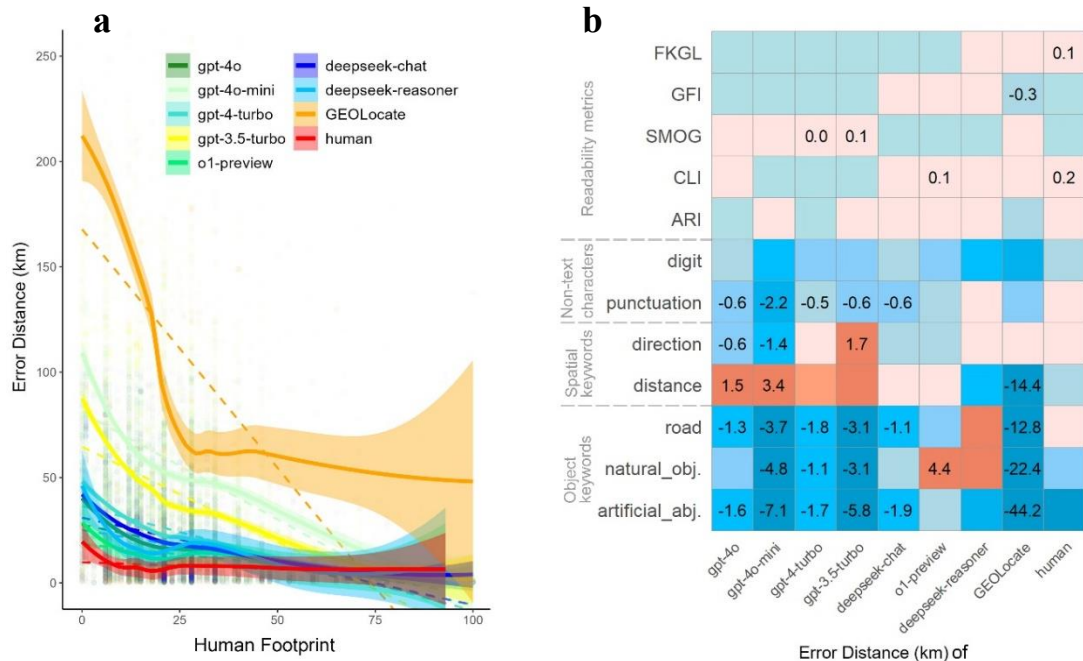 a
250
200
150
100
50
0
Error Distance (km)
gpt-4o
gpt-4o-mini
gpt-4-turbo
gpt-3.5-turbo
o1-preview
deepseek-chat
deepseek-reasoner
GEOLocate
human
0 25 50 75 100
Human Footprint
b
Readability metrics
FKGL 0.1
GFI -0.3
SMOG 0.0 0.1
CLI 0.1 0.2
ARI
Non-text
characters
digit
punctuation -0.6 -2.2 -0.5 -0.6 -0.6
Spatial
keywords
direction -0.6 -1.4 1.7
distance 1.5 3.4 -14.4
Object
keywords
road -1.3 -3.7 -1.8 -3.1 -1.1 -12.8
natural_obj. -4.8 -1.1 -3.1 4.4 -22.4
artificial_abj. -1.6 -7.1 -1.7 -5.8 -1.9 -44.2
gpt-4o
gpt-4o-mini
gpt-4-turbo
gpt-3.5-turbo
deepseek-chat
o1-preview
deepseek-reasoner
GEOLocate
human
Error Distance (km) of